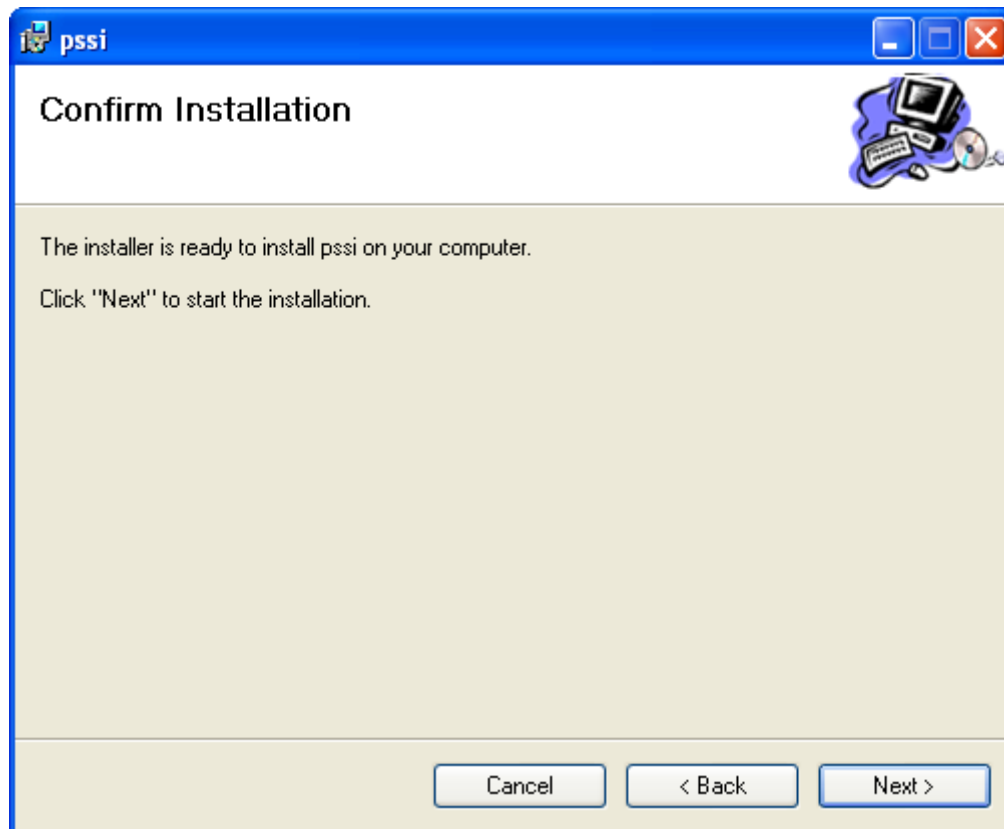 pssi
Confirm Installation
The installer is ready to install pssi on your computer.
Click "Next" to start the installation.
Cancel
< Back
Next >